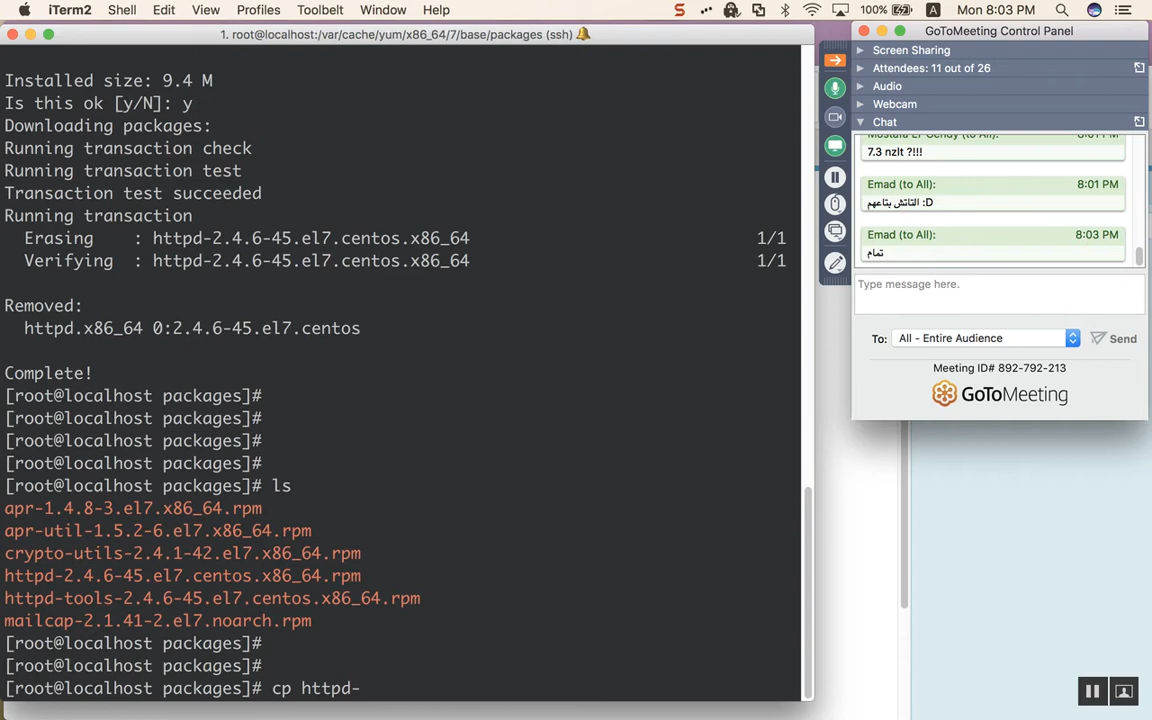 iTerm2 Shell Edit View Profiles Toolbelt Window Help
100% A Mon 8:03 PM
1. root@localhost:/var/cache/yum/x86_64/7/base/packages (ssh)
Installed size: 9.4 M
Is this ok [y/N]: y
Downloading packages:
Running transaction check
Running transaction test
Transaction test succeeded
Running transaction
Erasing : httpd-2.4.6-45.el7.centos.x86_64 1/1
Verifying : httpd-2.4.6-45.el7.centos.x86_64 1/1
Removed:
httpd.x86_64 0:2.4.6-45.el7.centos
Complete!
[root@localhost packages]#
[root@localhost packages]#
[root@localhost packages]#
[root@localhost packages]#
[root@localhost packages]# ls
apr-1.4.8-3.el7.x86_64.rpm
apr-util-1.5.2-6.el7.x86_64.rpm
crypto-utils-2.4.1-42.el7.x86_64.rpm
httpd-2.4.6-45.el7.centos.x86_64.rpm
httpd-tools-2.4.6-45.el7.centos.x86_64.rpm
mailcap-2.1.41-2.el7.noarch.rpm
[root@localhost packages]#
[root@localhost packages]#
[root@localhost packages]# cp httpd-
GoToMeeting Control Panel
Screen Sharing
Attendees: 11 out of 26
Audio
Webcam
Chat
7.3 nzlt ?!!!
Emad (to All): 8:01 PM
التاتش بتاعهم :D
Emad (to All): 8:03 PM
تمام
Type message here.
To: All - Entire Audience Send
Meeting ID# 892-792-213
GoToMeeting